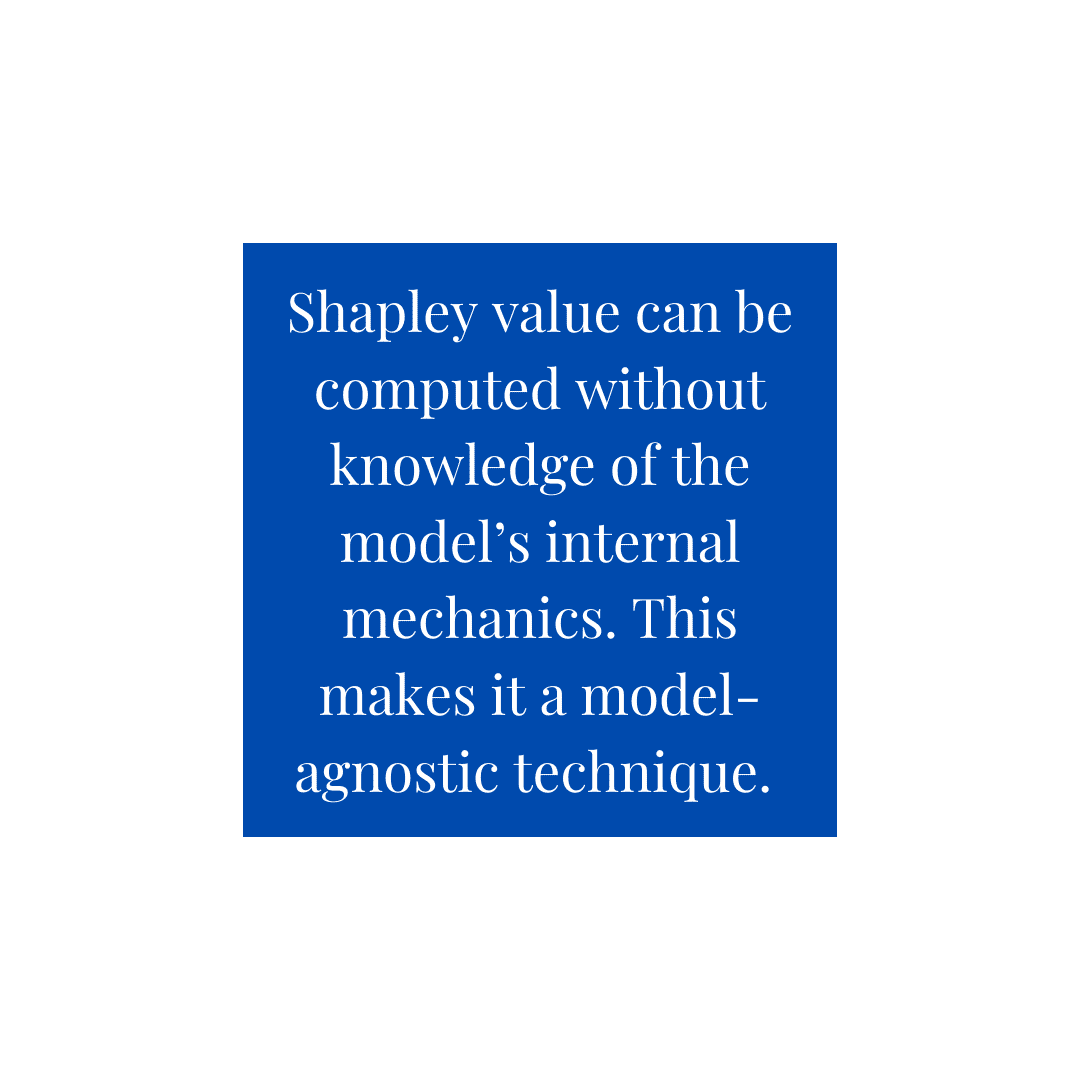 Shapley value can be
computed without
knowledge of the
model’s internal
mechanics. This
makes it a model-
agnostic technique.